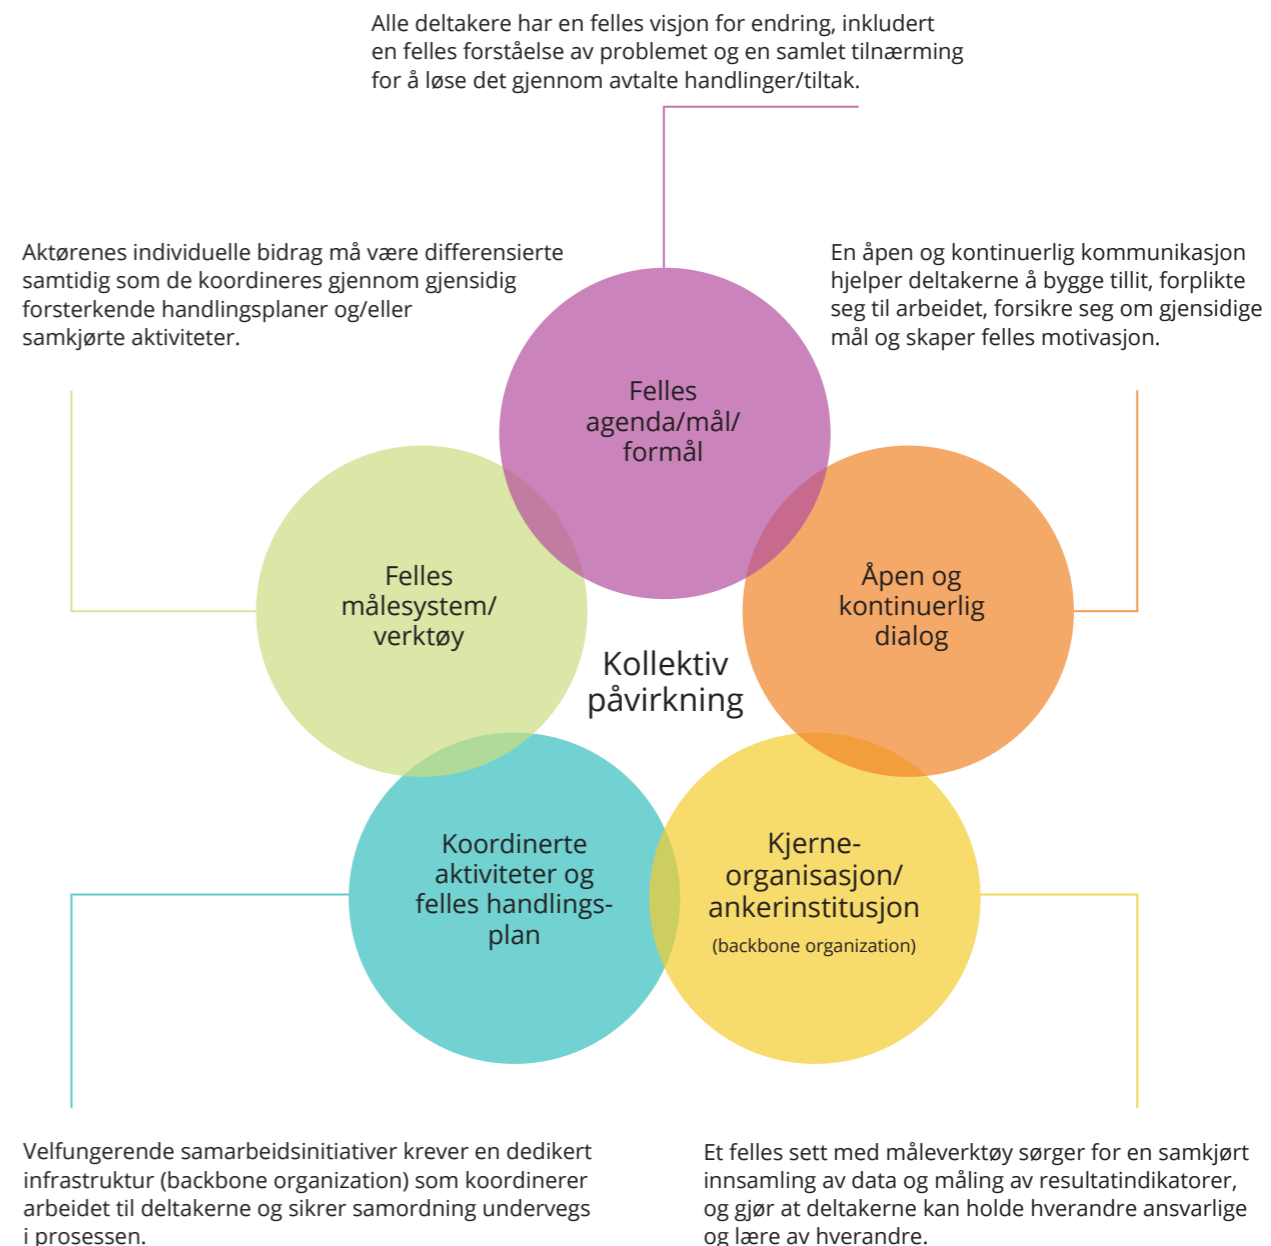 Alle deltakere har en felles visjon for endring, inkludert
en felles forståelse av problemet og en samlet tilnærming
for å løse det gjennom avtalte handlinger/tiltak.
Aktørenes individuelle bidrag må være differensierte
samtidig som de koordineres gjennom gjensidig
forsterkende handlingsplaner og/eller
samkjørte aktiviteter.
En åpen og kontinuerlig kommunikasjon
hjelper deltakerne å bygge tillit, forplikte
seg til arbeidet, forsikre seg om gjensidige
mål og skaper felles motivasjon.
Felles
agenda/mål/
formål
Felles
målesystem/
verktøy
Åpen og
kontinuerlig
dialog
Kollektiv
påvirkning
Koordinerte
aktiviteter og
felles handlings-
plan
Kjerne-
organisasjon/
ankerinstitusjon
(backbone organization)
Velfungerende samarbeidsinitiativer krever en dedikert
infrastruktur (backbone organization) som koordinerer
arbeidet til deltakerne og sikrer samordning undervegs
i prosessen.
Et felles sett med måleverktøy sørger for en samkjørt
innsamling av data og måling av resultatindikatorer,
og gjør at deltakerne kan holde hverandre ansvarlige
og lære av hverandre.